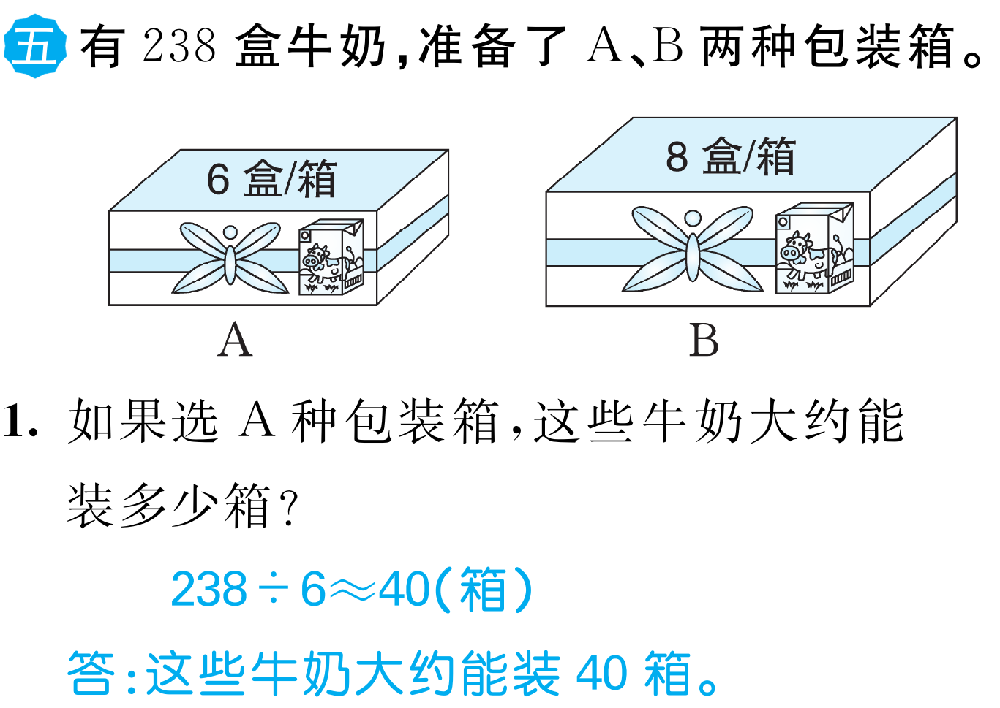 五 有 238 盒牛奶,准备了 A、B 两种包装箱。
6 盒/箱
8 盒/箱
A
B
1. 如果选 A 种包装箱,这些牛奶大约能
装多少箱?
238÷6≈40(箱)
答:这些牛奶大约能装 40 箱。